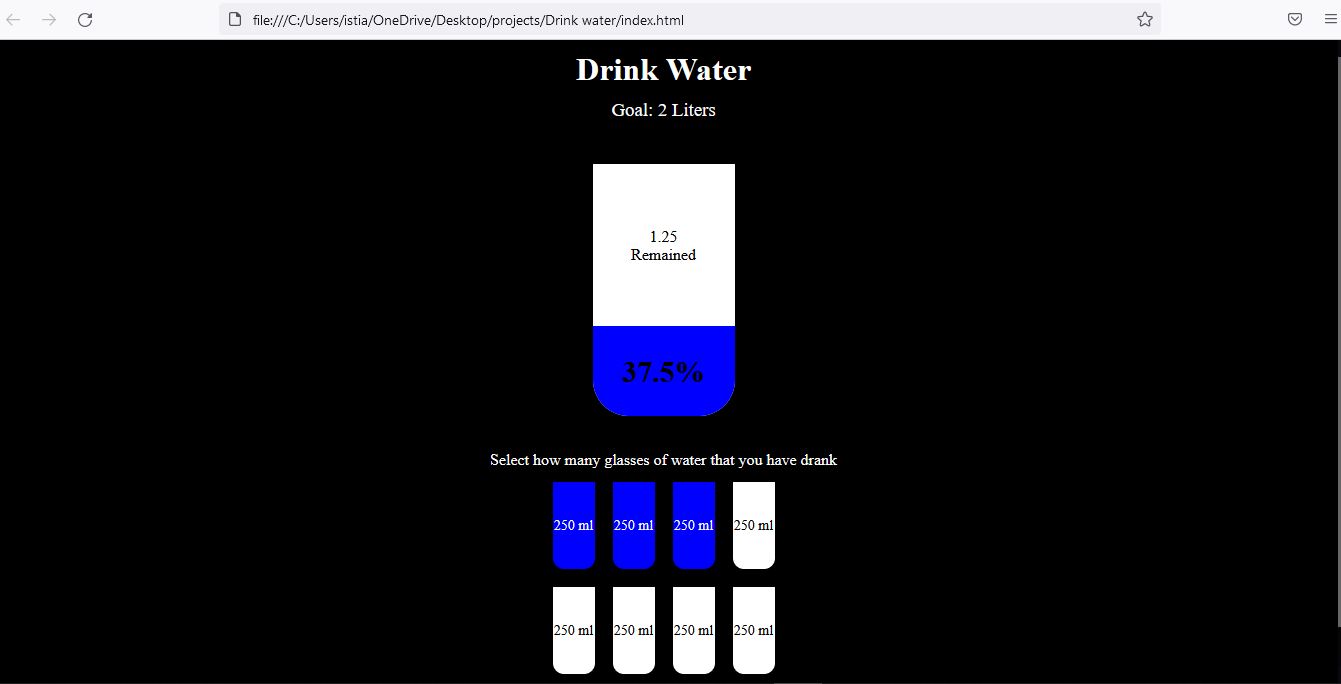 file:///C:/Users/istia/OneDrive/Desktop/projects/Drink water/index.html
Drink Water
Goal: 2 Liters
1.25
Remained
37.5%
Select how many glasses of water that you have drank
250 ml 250 ml 250 ml 250 ml
250 ml 250 ml 250 ml 250 ml